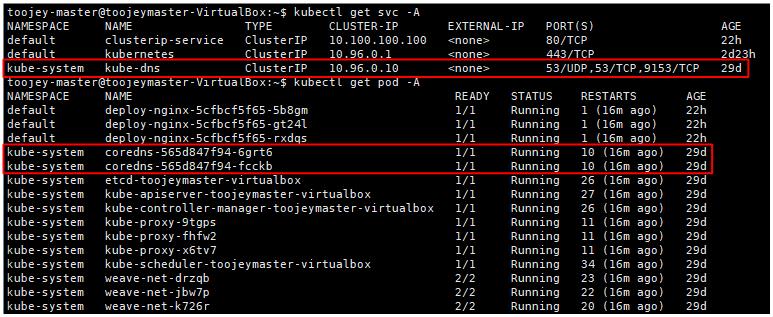 toojey-master@toojeymaster-VirtualBox:~$ kubectl get svc -A
NAMESPACE     NAME                TYPE        CLUSTER-IP       EXTERNAL-IP   PORT(S)                  AGE
default       clusterip-service   ClusterIP   10.100.100.100   <none>        80/TCP                   22h
default       kubernetes          ClusterIP   10.96.0.1        <none>        443/TCP                  2d23h
kube-system   kube-dns            ClusterIP   10.96.0.10       <none>        53/UDP,53/TCP,9153/TCP   29d
toojey-master@toojeymaster-VirtualBox:~$ kubectl get pod -A
NAMESPACE     NAME                                             READY   STATUS    RESTARTS       AGE
default       deploy-nginx-5cfbcf5f65-5b8gm                    1/1     Running   1 (16m ago)    22h
default       deploy-nginx-5cfbcf5f65-gt24l                    1/1     Running   1 (16m ago)    22h
default       deploy-nginx-5cfbcf5f65-rxdqs                    1/1     Running   1 (16m ago)    22h
kube-system   coredns-565d847f94-6grt6                         1/1     Running   10 (16m ago)   29d
kube-system   coredns-565d847f94-fcckb                         1/1     Running   10 (16m ago)   29d
kube-system   etcd-toojeymaster-virtualbox                     1/1     Running   26 (16m ago)   29d
kube-system   kube-apiserver-toojeymaster-virtualbox           1/1     Running   27 (16m ago)   29d
kube-system   kube-controller-manager-toojeymaster-virtualbox  1/1     Running   26 (16m ago)   29d
kube-system   kube-proxy-9tgps                                 1/1     Running   11 (16m ago)   29d
kube-system   kube-proxy-fhfw2                                 1/1     Running   11 (16m ago)   29d
kube-system   kube-proxy-x6tv7                                 1/1     Running   11 (16m ago)   29d
kube-system   kube-scheduler-toojeymaster-virtualbox           1/1     Running   34 (16m ago)   29d
kube-system   weave-net-drzqb                                  2/2     Running   23 (16m ago)   29d
kube-system   weave-net-jbw7p                                  2/2     Running   22 (16m ago)   29d
kube-system   weave-net-k726r                                  2/2     Running   20 (16m ago)   29d